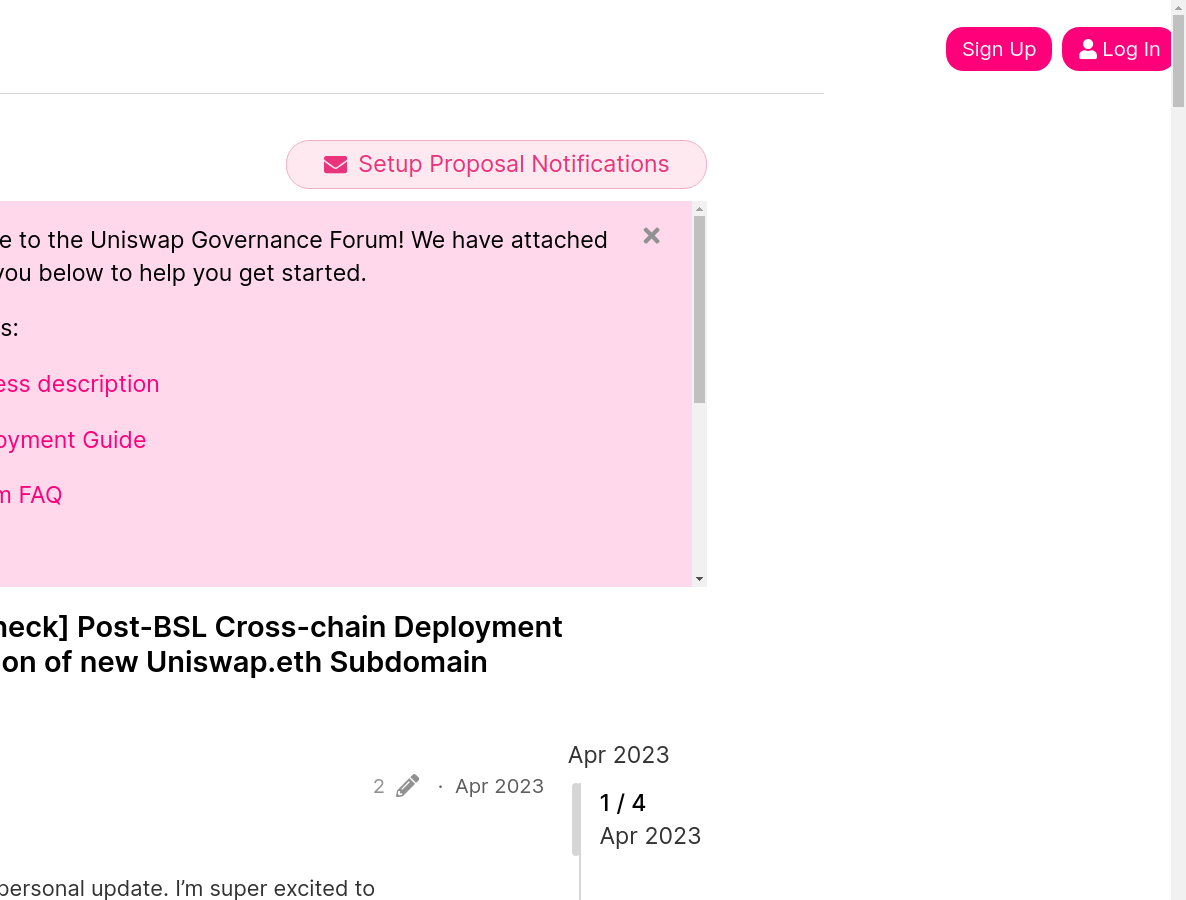 Sign Up
Log In
Setup Proposal Notifications
e to the Uniswap Governance Forum! We have attached
you below to help you get started.
s:
ess description
oyment Guide
m FAQ
heck] Post-BSL Cross-chain Deployment
on of new Uniswap.eth Subdomain
Apr 2023
2 · Apr 2023
1 / 4
Apr 2023
personal update. I’m super excited to